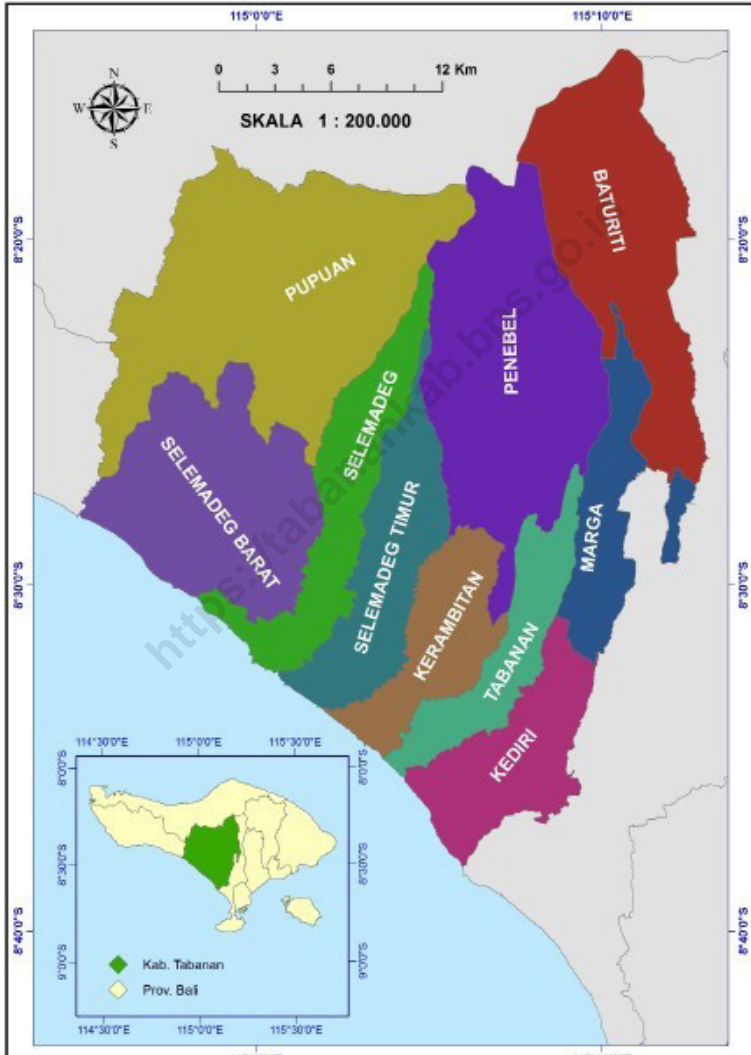 115°0'0"E
115°10'0"E
N
W
E
S
0
3
6
12 Km
SKALA 1 : 200.000
8°20'0"S
8°20'0"S
BATURITI
PUPUAN
PENEBEL
SELEMADEG
SELEMADEG BARAT
SELEMADEG TIMUR
MARGA
8°30'0"S
8°30'0"S
KERAMBITAN
TABANAN
KEDIRI
https://tabanankab.bps.go.id
114°30'0"E
115°0'0"E
115°30'0"E
8°0'0"S
8°0'0"S
8°30'0"S
8°30'0"S
9°0'0"S
9°0'0"S
Kab. Tabanan
Prov. Bali
114°30'0"E
115°0'0"E
115°30'0"E
8°40'0"S
8°40'0"S